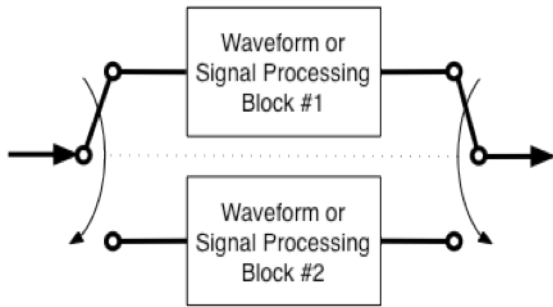 Waveform or
Signal Processing
Block #1
Waveform or
Signal Processing
Block #2